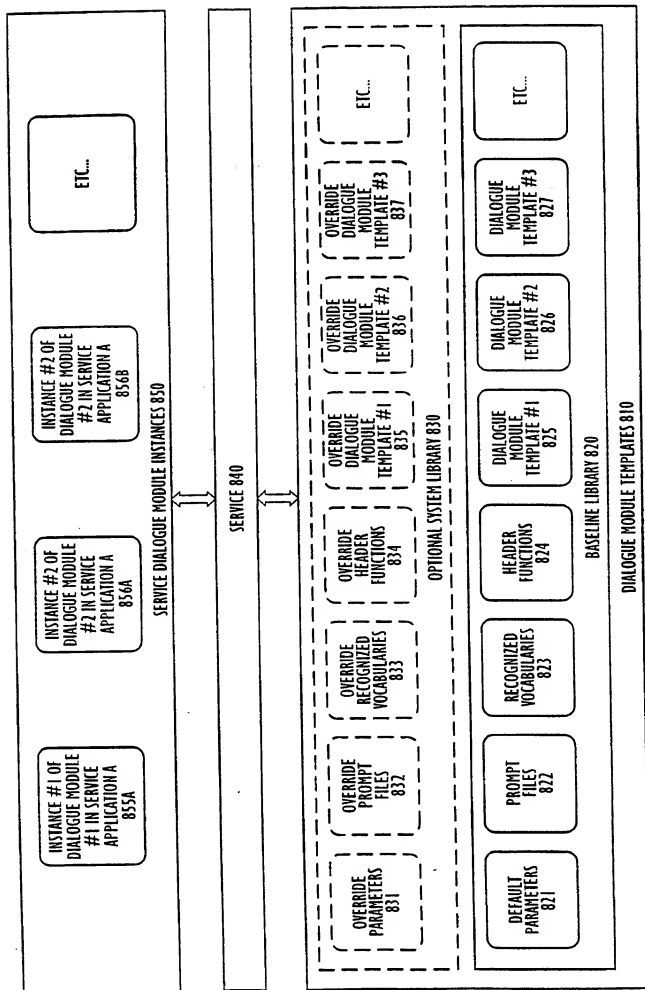 INSTANCE #1 OF
DIALOGUE MODULE
#1 IN SERVICE
APPLICATION A
855A
INSTANCE #2 OF
DIALOGUE MODULE
#2 IN SERVICE
APPLICATION A
856A
INSTANCE #2 OF
DIALOGUE MODULE
#2 IN SERVICE
APPLICATION A
856B
ETC...
SERVICE DIALOGUE MODULE INSTANCES 850
SERVICE 840
OVERRIDE
PARAMETERS
831
OVERRIDE
PROMPT
FILES
832
OVERRIDE
RECOGNIZED
VOCABULARIES
833
OVERRIDE
HEADER
FUNCTIONS
834
OVERRIDE
DIALOGUE
MODULE
TEMPLATE #1
835
OVERRIDE
DIALOGUE
MODULE
TEMPLATE #2
836
OVERRIDE
DIALOGUE
MODULE
TEMPLATE #3
837
ETC...
OPTIONAL SYSTEM LIBRARY 830
DEFAULT
PARAMETERS
821
PROMPT
FILES
822
RECOGNIZED
VOCABULARIES
823
HEADER
FUNCTIONS
824
DIALOGUE
MODULE
TEMPLATE #1
825
DIALOGUE
MODULE
TEMPLATE #2
826
DIALOGUE
MODULE
TEMPLATE #3
827
ETC...
BASELINE LIBRARY 820
DIALOGUE MODULE TEMPLATES 810